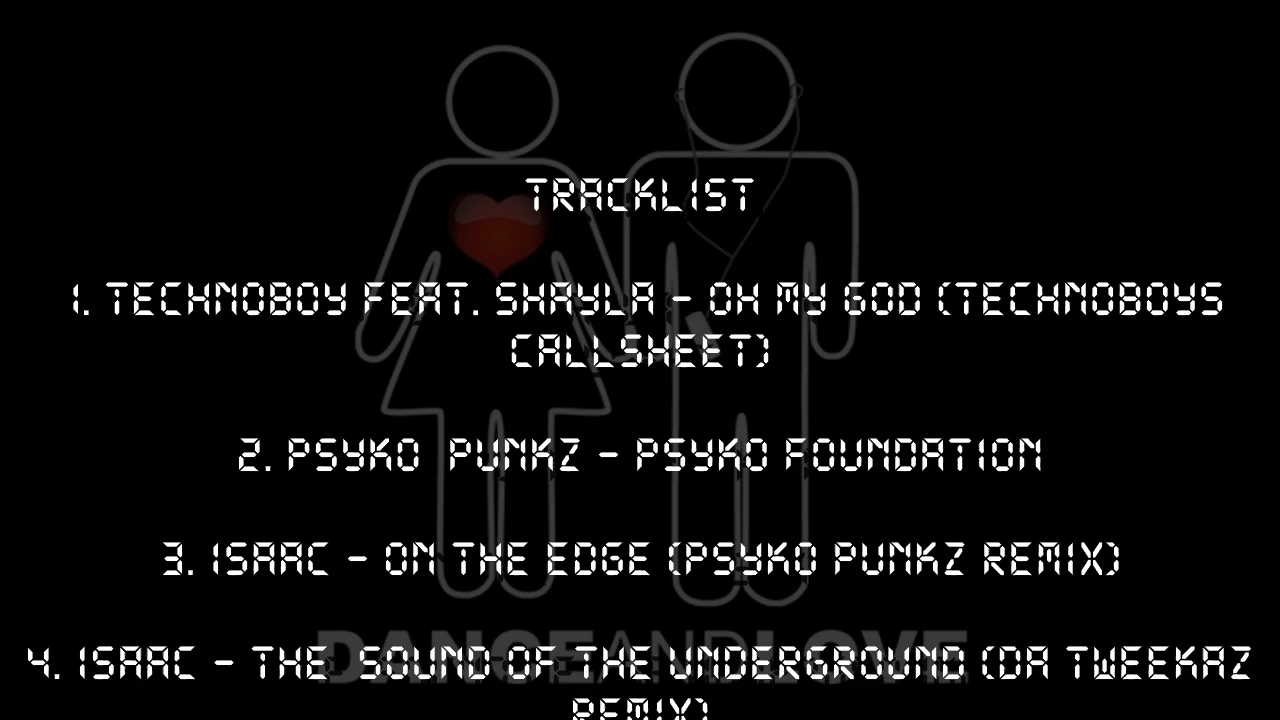 TRACKLIST
1. TECHNOBOY FEAT. SHAYLA - OH MY GOD (TECHNOBOYS
CALLSHEET)
2. PSYKO PUNKZ - PSYKO FOUNDATION
3. ISAAC - ON THE EDGE (PSYKO PUNKZ REMIX)
DANCEANDLOVE
4. ISAAC - THE SOUND OF THE UNDERGROUND (DA TWEEKAZ
REMIX)